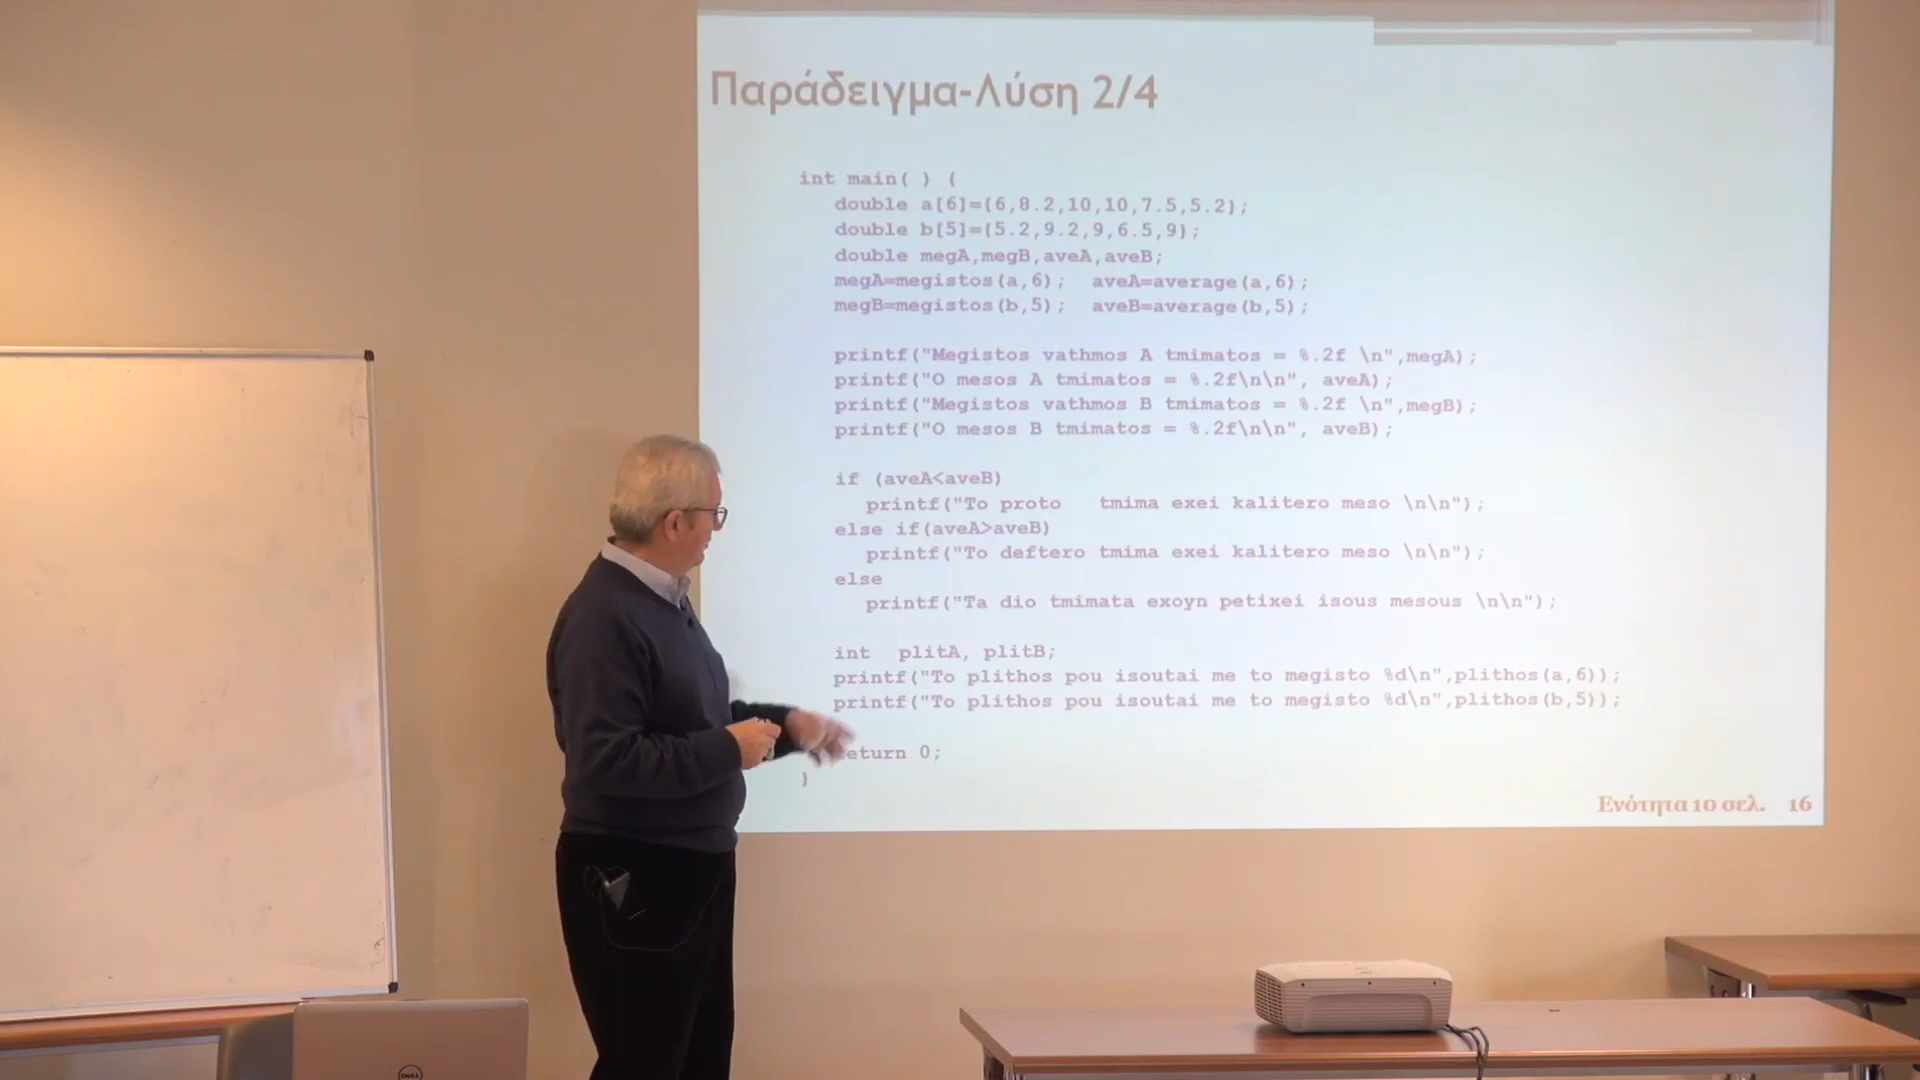 Παράδειγμα-Λύση 2/4
int main( ) {
double a[6]={6,8.2,10,10,7.5,5.2};
double b[5]={5.2,9.2,9,6.5,9};
double megA,megB,aveA,aveB;
megA=megistos(a,6); aveA=average(a,6);
megB=megistos(b,5); aveB=average(b,5);
printf("Megistos vathmos A tmimatos = %.2f \n",megA);
printf("O mesos A tmimatos = %.2f\n\n", aveA);
printf("Megistos vathmos B tmimatos = %.2f \n",megB);
printf("O mesos B tmimatos = %.2f\n\n", aveB);
if (aveA<aveB)
printf("To proto tmima exei kalitero meso \n\n");
else if(aveA>aveB)
printf("To deftero tmima exei kalitero meso \n\n");
else
printf("Ta dio tmimata exoyn petixei isous mesous \n\n");
int plitA, plitB;
printf("To plithos pou isoutai me to megisto %d\n",plithos(a,6));
printf("To plithos pou isoutai me to megisto %d\n",plithos(b,5));
return 0;
}
Ενότητα 10 σελ. 16
DELL